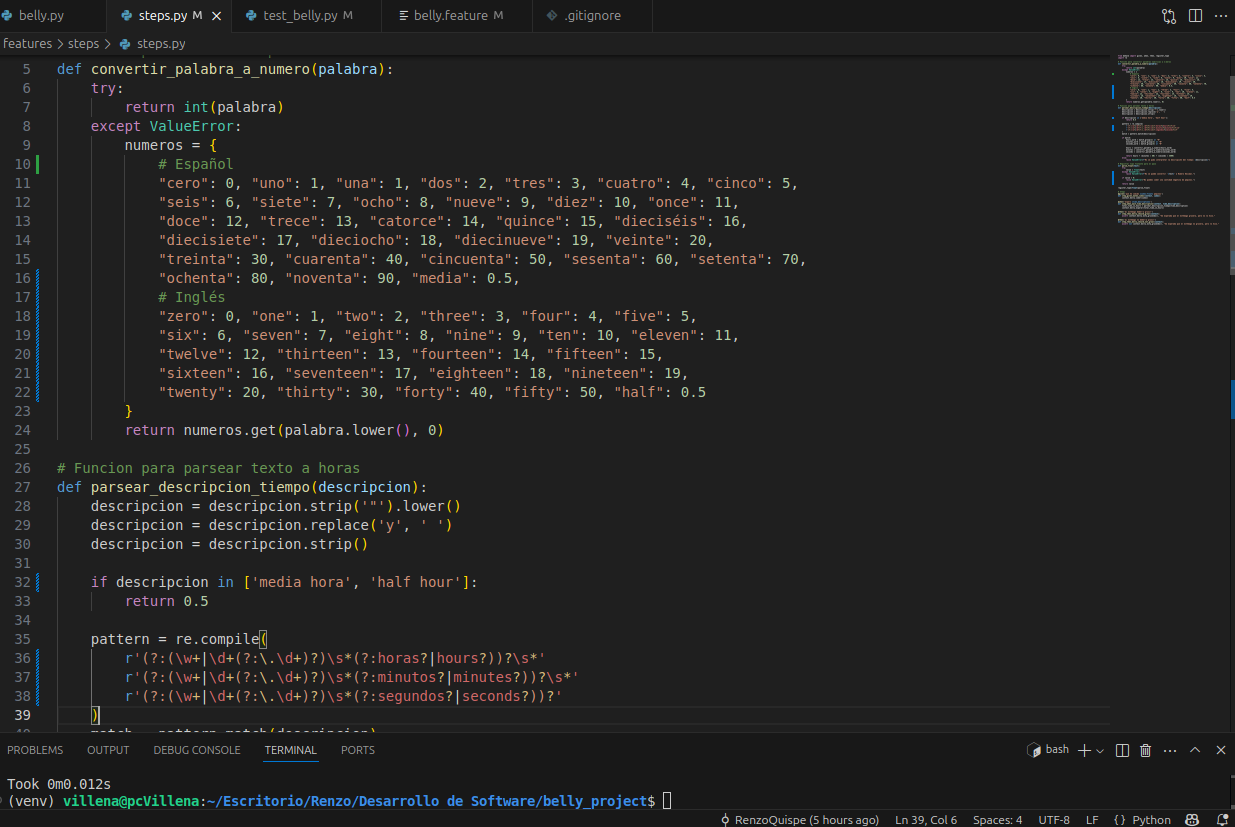 belly.py
steps.py M
test_belly.py M
belly.feature M
.gitignore
features > steps > steps.py
5 def convertir_palabra_a_numero(palabra):
6 try:
7 return int(palabra)
8 except ValueError:
9 numeros = {
10 # Español
11 "cero": 0, "uno": 1, "una": 1, "dos": 2, "tres": 3, "cuatro": 4, "cinco": 5,
12 "seis": 6, "siete": 7, "ocho": 8, "nueve": 9, "diez": 10, "once": 11,
13 "doce": 12, "trece": 13, "catorce": 14, "quince": 15, "dieciséis": 16,
14 "diecisiete": 17, "dieciocho": 18, "diecinueve": 19, "veinte": 20,
15 "treinta": 30, "cuarenta": 40, "cincuenta": 50, "sesenta": 60, "setenta": 70,
16 "ochenta": 80, "noventa": 90, "media": 0.5,
17 # Inglés
18 "zero": 0, "one": 1, "two": 2, "three": 3, "four": 4, "five": 5,
19 "six": 6, "seven": 7, "eight": 8, "nine": 9, "ten": 10, "eleven": 11,
20 "twelve": 12, "thirteen": 13, "fourteen": 14, "fifteen": 15,
21 "sixteen": 16, "seventeen": 17, "eighteen": 18, "nineteen": 19,
22 "twenty": 20, "thirty": 30, "forty": 40, "fifty": 50, "half": 0.5
23 }
24 return numeros.get(palabra.lower(), 0)
25
26 # Funcion para parsear texto a horas
27 def parsear_descripcion_tiempo(descripcion):
28 descripcion = descripcion.strip('"').lower()
29 descripcion = descripcion.replace('y', ' ')
30 descripcion = descripcion.strip()
31
32 if descripcion in ['media hora', 'half hour']:
33 return 0.5
34
35 pattern = re.compile(
36 r'(?:(\w+|\d+(?:\.\d+)?)\s*(?:horas?|hours?))?\s*'
37 r'(?:(\w+|\d+(?:\.\d+)?)\s*(?:minutos?|minutes?))?\s*'
38 r'(?:(\w+|\d+(?:\.\d+)?)\s*(?:segundos?|seconds?))?'
39 )
40 match = pattern.match(descripcion)
PROBLEMS OUTPUT DEBUG CONSOLE TERMINAL PORTS
bash
Took 0m0.012s
(venv) villena@pcVillena:~/Escritorio/Renzo/Desarrollo de Software/belly_project$
RenzoQuispe (5 hours ago) Ln 39, Col 6 Spaces: 4 UTF-8 LF {} Python